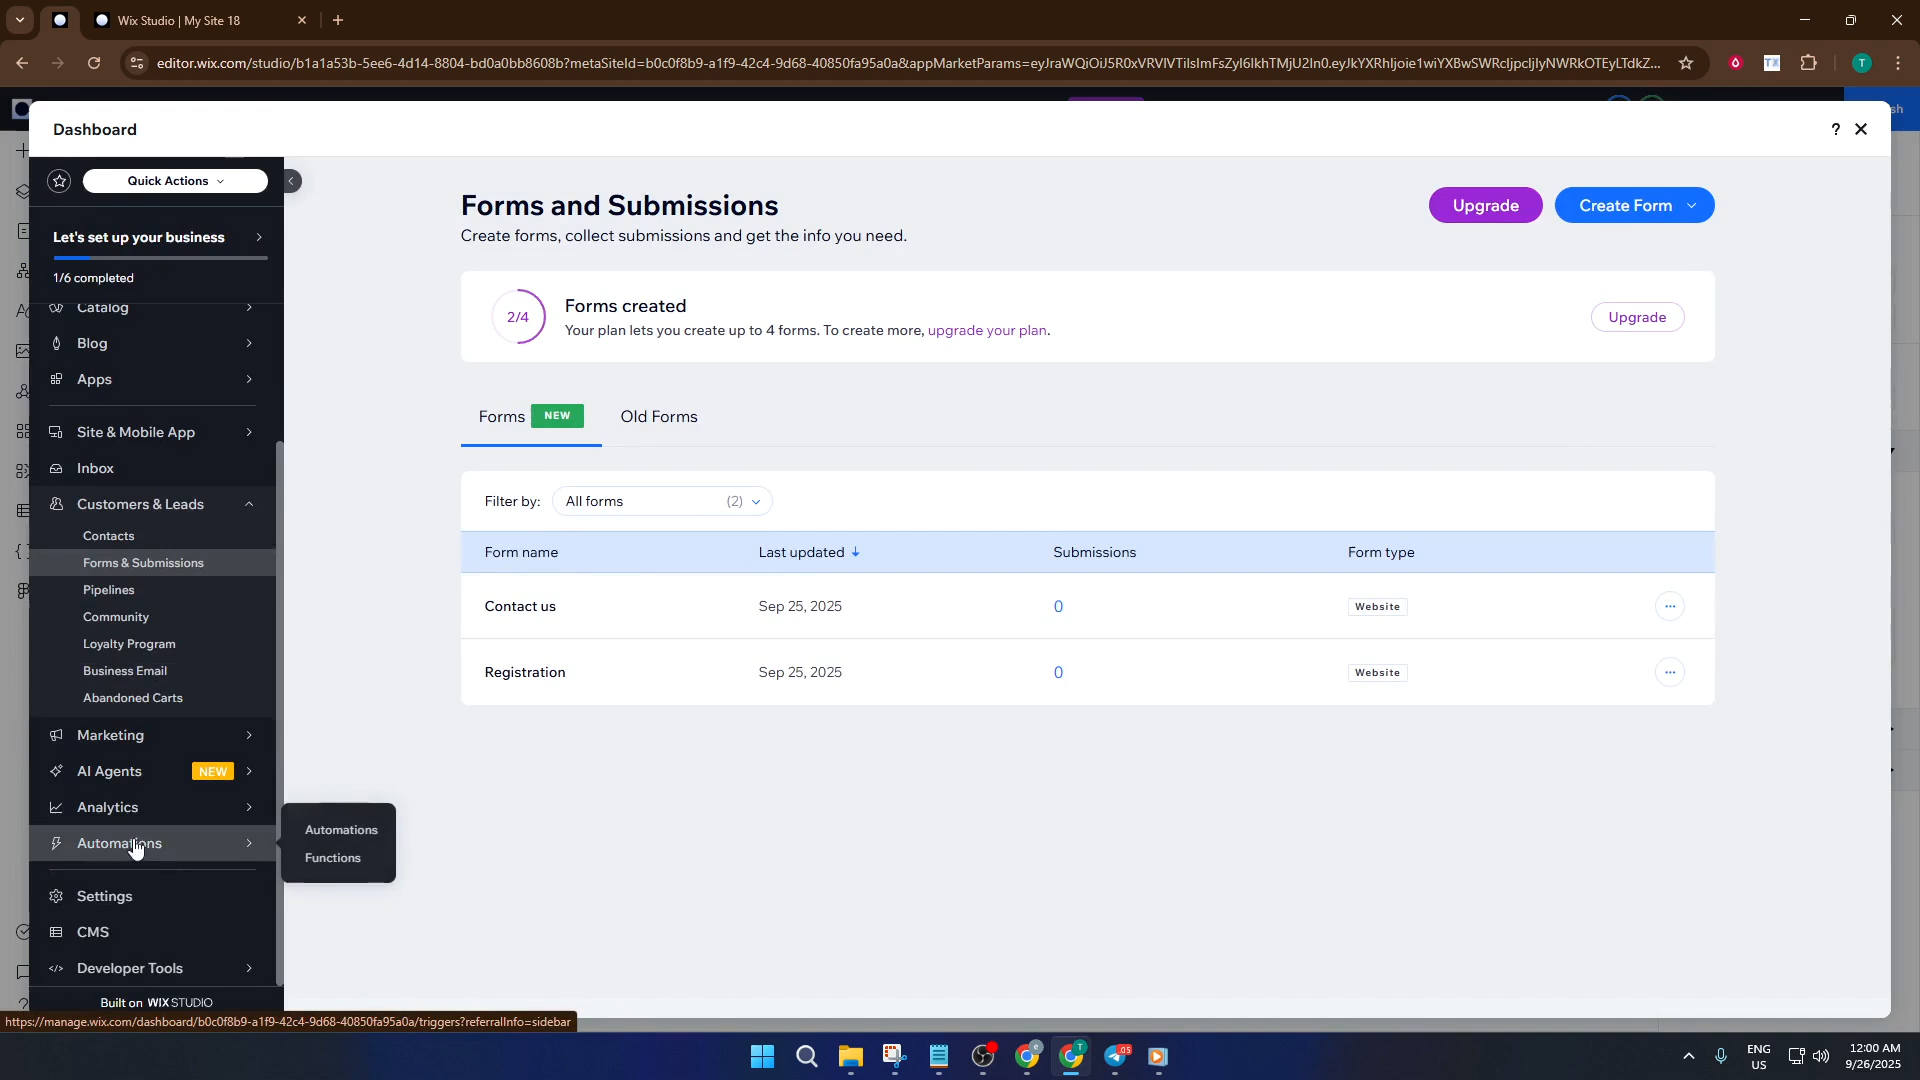 Wix Studio | My Site 18
editor.wix.com/studio/b1a1a53b-5ee6-4d14-8804-bd0a0bb8608b?metaSiteId=b0c0f8b9-a1f9-42c4-9d68-40850fa95a0a&appMarketParams=
T
Dashboard
?
Quick Actions
Let's set up your business
1/6 completed
Catalog
Blog
Apps
Site & Mobile App
Inbox
Customers & Leads
Contacts
Forms & Submissions
Pipelines
Community
Loyalty Program
Business Email
Abandoned Carts
Marketing
AI Agents NEW
Analytics
Automations
Automations
Functions
Settings
CMS
Developer Tools
Built on WIX STUDIO
Forms and Submissions
Create forms, collect submissions and get the info you need.
Upgrade
Create Form
2/4
Forms created
Your plan lets you create up to 4 forms. To create more, upgrade your plan.
Upgrade
Forms NEW
Old Forms
Filter by: All forms (2)
Form name Last updated Submissions Form type
Contact us Sep 25, 2025 0 Website
Registration Sep 25, 2025 0 Website
https://manage.wix.com/dashboard/b0c0f8b9-a1f9-42c4-9d68-40850fa95a0a/triggers?referralInfo=sidebar
ENG
US
12:00 AM
9/26/2025